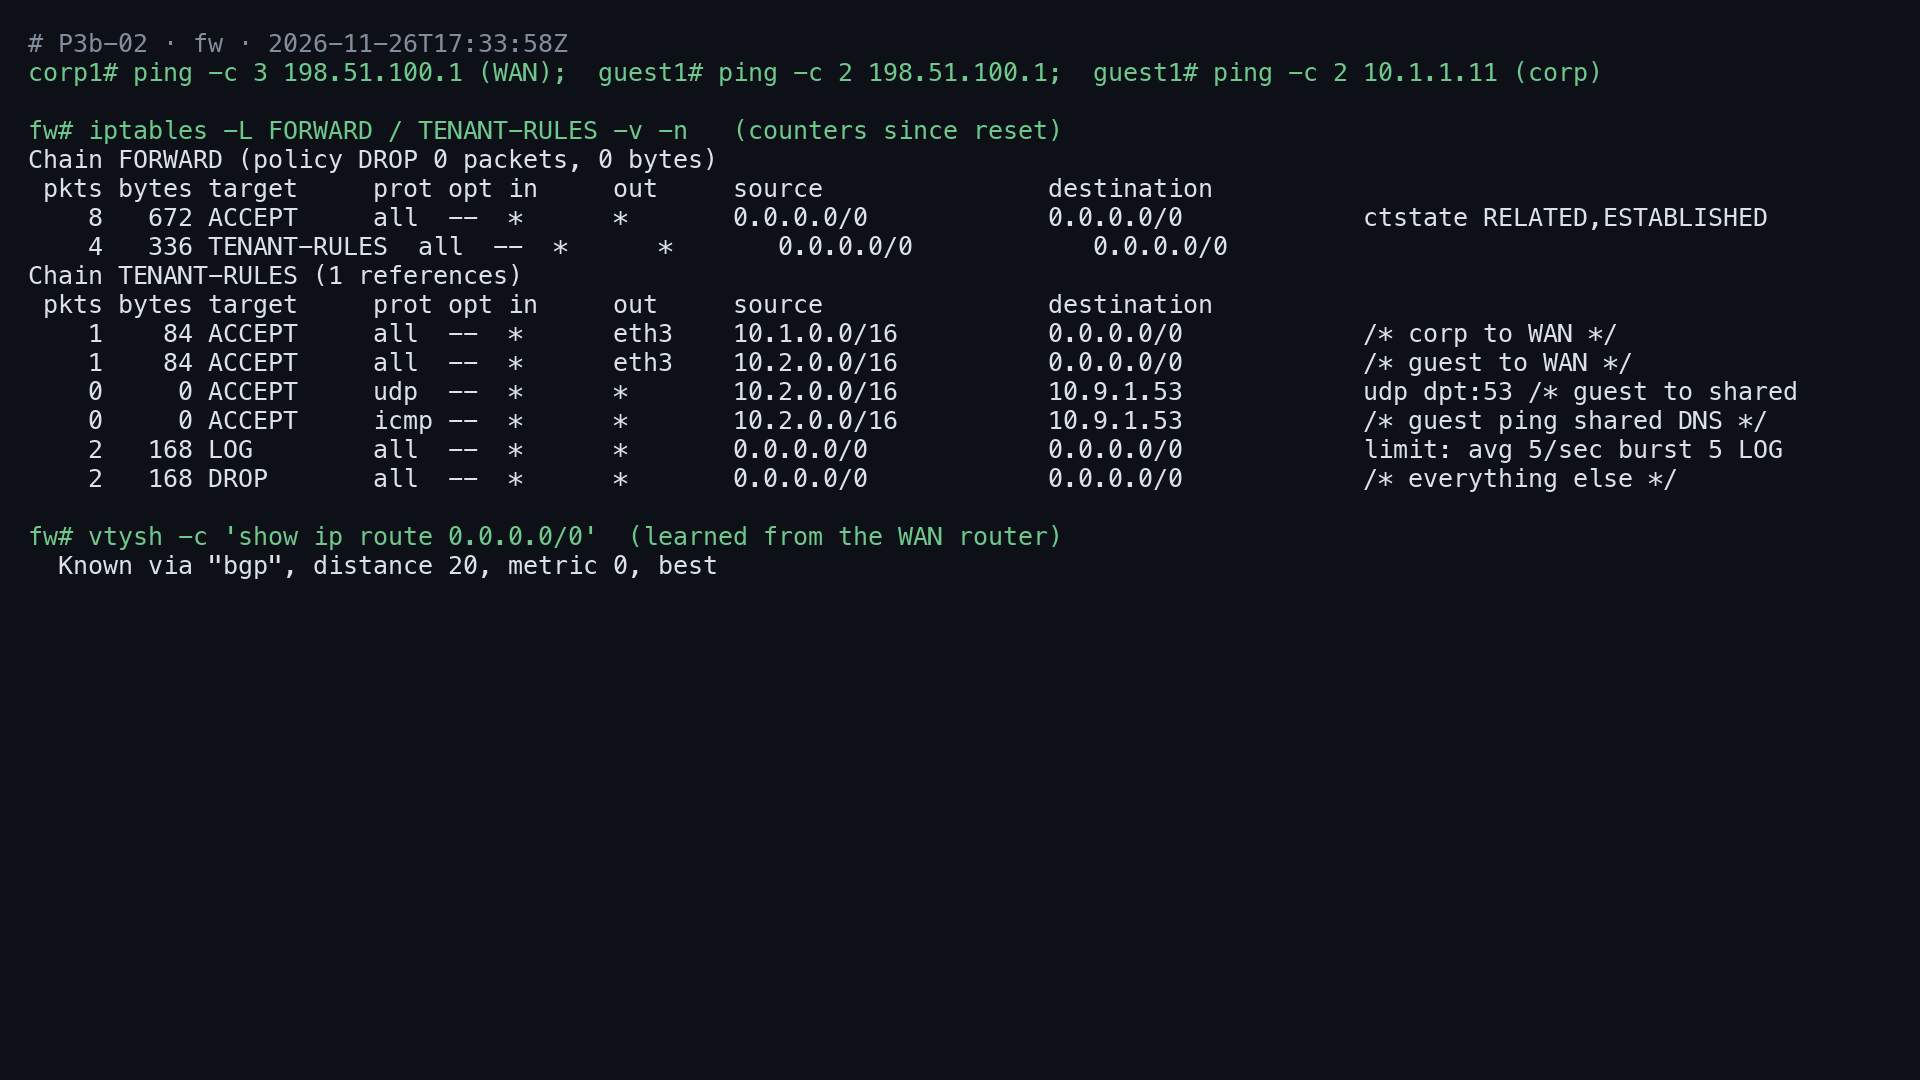 # P3b-02 · fw · 2026-11-26T17:33:58Z
corp1# ping -c 3 198.51.100.1 (WAN);  guest1# ping -c 2 198.51.100.1;  guest1# ping -c 2 10.1.1.11 (corp)
fw# iptables -L FORWARD / TENANT-RULES -v -n   (counters since reset)
Chain FORWARD (policy DROP 0 packets, 0 bytes)
 pkts bytes target     prot opt in     out     source               destination
    8   672 ACCEPT     all  --  *      *       0.0.0.0/0            0.0.0.0/0            ctstate RELATED,ESTABLISHED
    4   336 TENANT-RULES  all  --  *      *       0.0.0.0/0            0.0.0.0/0
Chain TENANT-RULES (1 references)
 pkts bytes target     prot opt in     out     source               destination
    1    84 ACCEPT     all  --  *      eth3    10.1.0.0/16          0.0.0.0/0            /* corp to WAN */
    1    84 ACCEPT     all  --  *      eth3    10.2.0.0/16          0.0.0.0/0            /* guest to WAN */
    0     0 ACCEPT     udp  --  *      *       10.2.0.0/16          10.9.1.53            udp dpt:53 /* guest to shared
    0     0 ACCEPT     icmp --  *      *       10.2.0.0/16          10.9.1.53            /* guest ping shared DNS */
    2   168 LOG        all  --  *      *       0.0.0.0/0            0.0.0.0/0            limit: avg 5/sec burst 5 LOG
    2   168 DROP       all  --  *      *       0.0.0.0/0            0.0.0.0/0            /* everything else */
fw# vtysh -c 'show ip route 0.0.0.0/0'  (learned from the WAN router)
  Known via "bgp", distance 20, metric 0, best